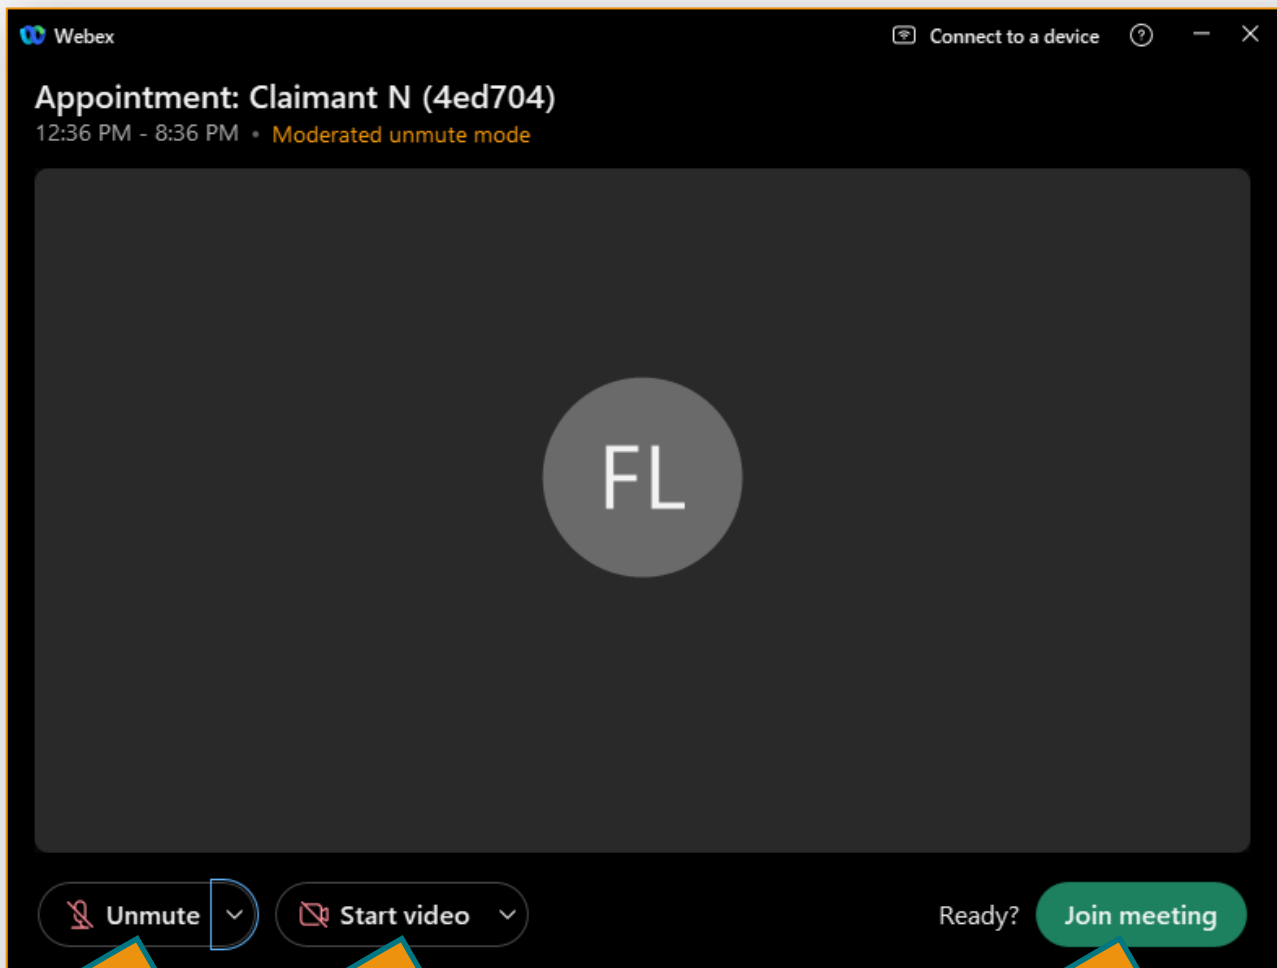 Webex
Connect to a device
Appointment: Claimant N (4ed704)
12:36 PM - 8:36 PM • Moderated unmute mode
FL
Unmute
Start video
Ready?
Join meeting